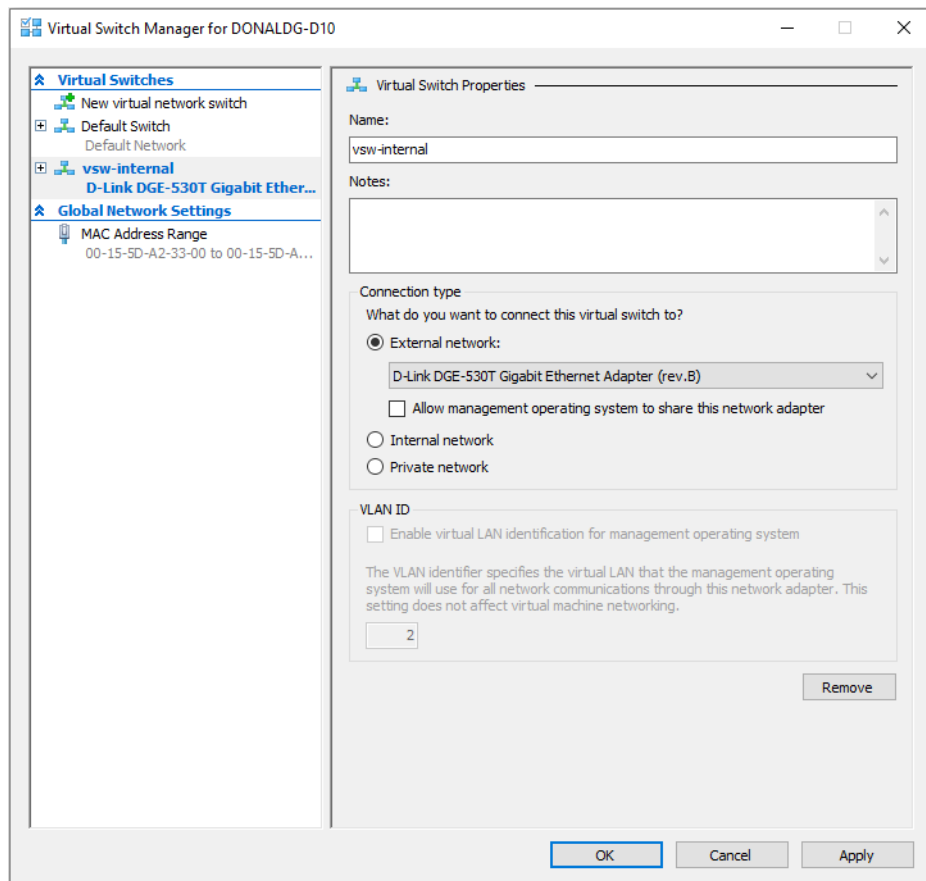 Virtual Switch Manager for DONALDG-D10
Virtual Switches
New virtual network switch
Default Switch
Default Network
vsw-internal
D-Link DGE-530T Gigabit Ether...
Global Network Settings
MAC Address Range
00-15-5D-A2-33-00 to 00-15-5D-A...
Virtual Switch Properties
Name:
vsw-internal
Notes:
Connection type
What do you want to connect this virtual switch to?
External network:
D-Link DGE-530T Gigabit Ethernet Adapter (rev.B)
Allow management operating system to share this network adapter
Internal network
Private network
VLAN ID
Enable virtual LAN identification for management operating system
The VLAN identifier specifies the virtual LAN that the management operating
system will use for all network communications through this network adapter. This
setting does not affect virtual machine networking.
2
Remove
OK
Cancel
Apply